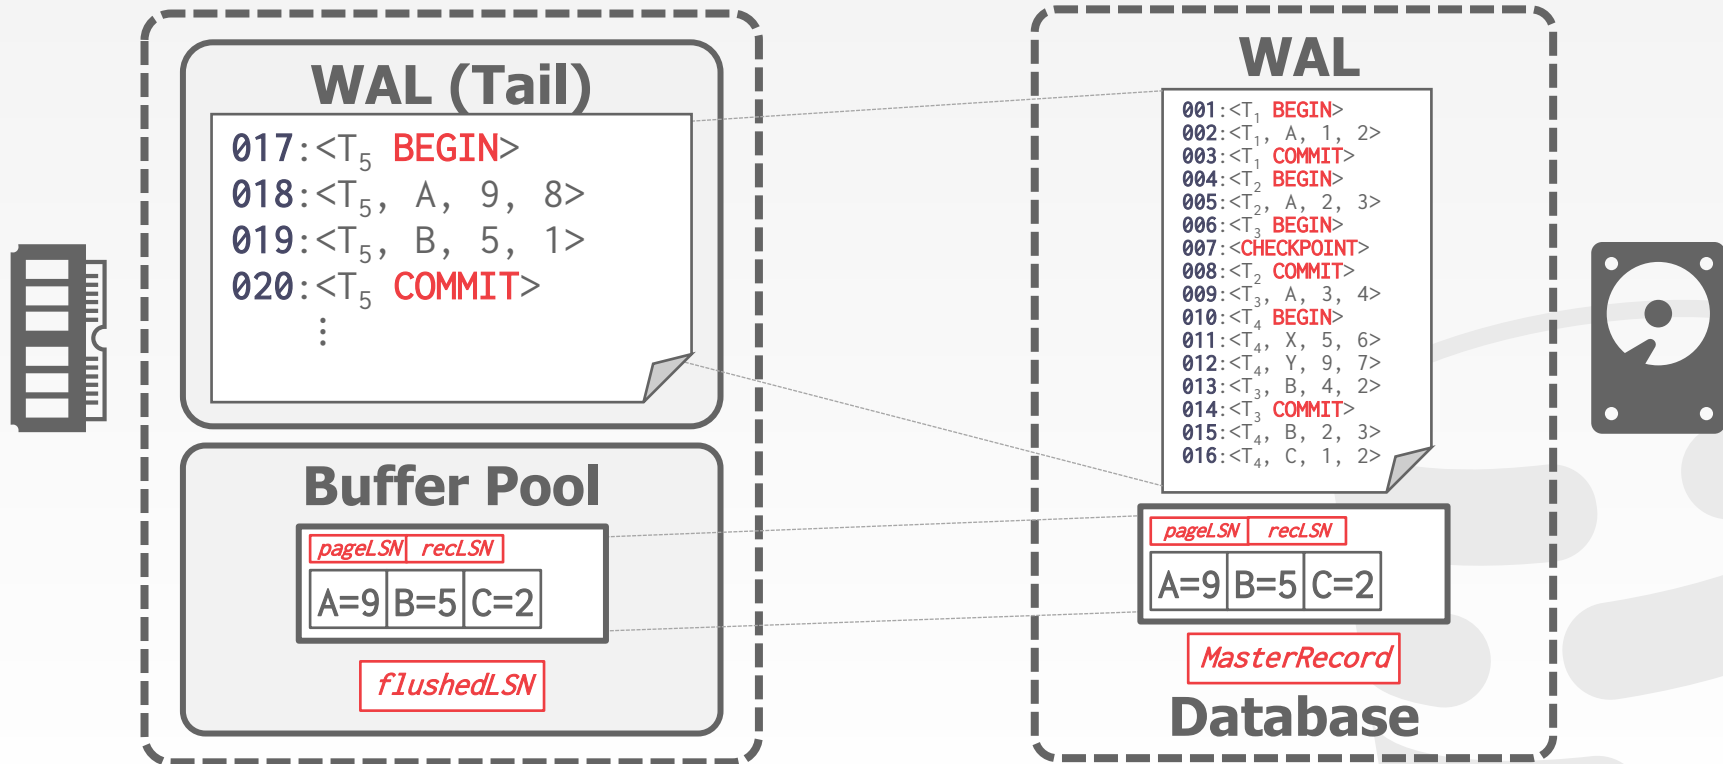 WAL (Tail)
017:<T5 BEGIN>
018:<T5, A, 9, 8>
019:<T5, B, 5, 1>
020:<T5 COMMIT>
⋮
Buffer Pool
pageLSN recLSN
A=9 B=5 C=2
flushedLSN
WAL
001:<T1 BEGIN>
002:<T1, A, 1, 2>
003:<T1 COMMIT>
004:<T2 BEGIN>
005:<T2, A, 2, 3>
006:<T3 BEGIN>
007:<CHECKPOINT>
008:<T2 COMMIT>
009:<T3, A, 3, 4>
010:<T4 BEGIN>
011:<T4, X, 5, 6>
012:<T4, Y, 9, 7>
013:<T3, B, 4, 2>
014:<T3 COMMIT>
015:<T4, B, 2, 3>
016:<T4, C, 1, 2>
pageLSN recLSN
A=9 B=5 C=2
MasterRecord
Database